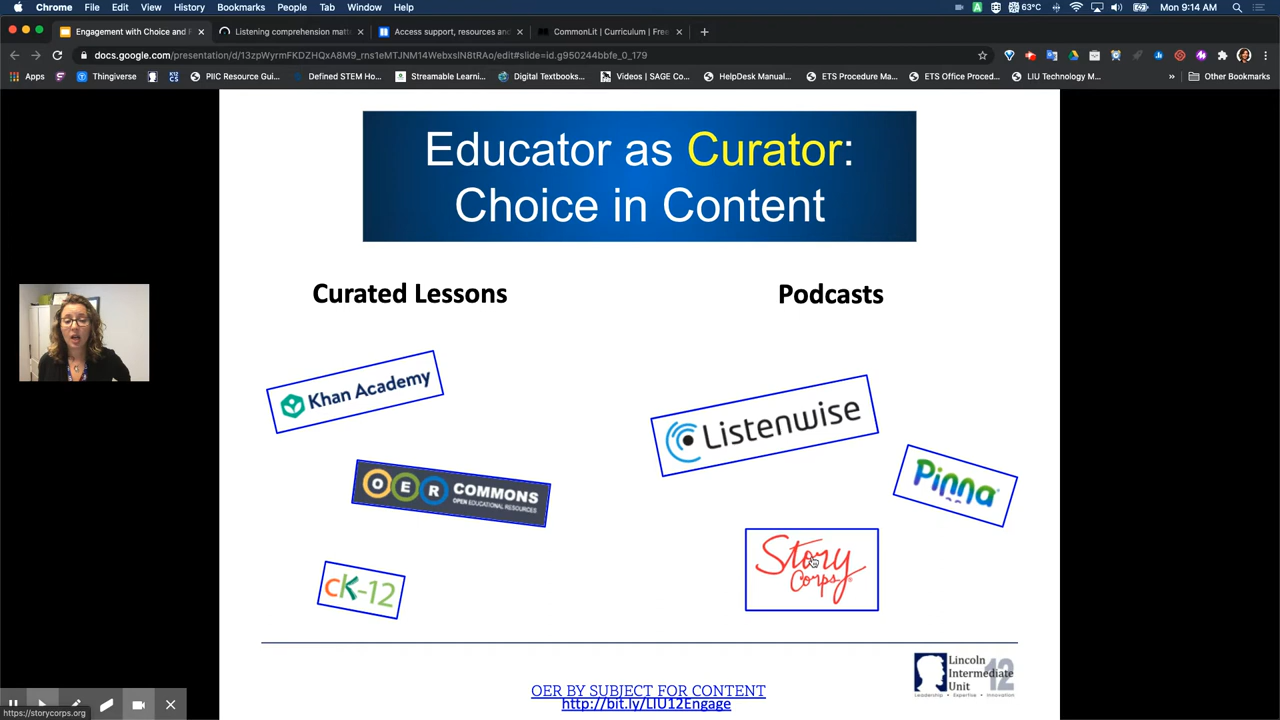 Chrome File Edit View History Bookmarks People Tab Window Help
63°C Mon 9:14 AM
Engagement with Choice and F
Listening comprehension matt
Access support, resources and
CommonLit | Curriculum | Free
docs.google.com/presentation/d/13zpWyrmFKDZHQxA8M9_rns1eMTJNM14WebxslN8tRAo/edit#slide=id.g950244bbfe_0_179
Apps Thingiverse PIIC Resource Gui... Defined STEM Ho... Streamable Learni... Digital Textbooks... Videos | SAGE Co... HelpDesk Manual... ETS Procedure Ma... ETS Office Proced... LIU Technology M... » Other Bookmarks
Educator as Curator:
Choice in Content
Curated Lessons
Podcasts
Khan Academy
Listenwise
Pinna
OER COMMONS
OPEN EDUCATIONAL RESOURCES
Story
Corps
cK-12
Lincoln
Intermediate
Unit 12
Leadership • Expertise • Innovation
OER BY SUBJECT FOR CONTENT
http://bit.ly/LIU12Engage
https://storycorps.org